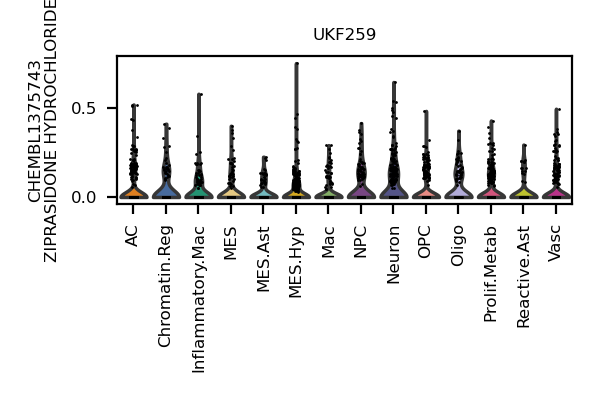 UKF259
CHEMBL1375743
ZIPRASIDONE HYDROCHLORIDE
0.5
0.0
AC
Chromatin.Reg
Inflammatory.Mac
MES
MES.Ast
MES.Hyp
Mac
NPC
Neuron
OPC
Oligo
Prolif.Metab
Reactive.Ast
Vasc